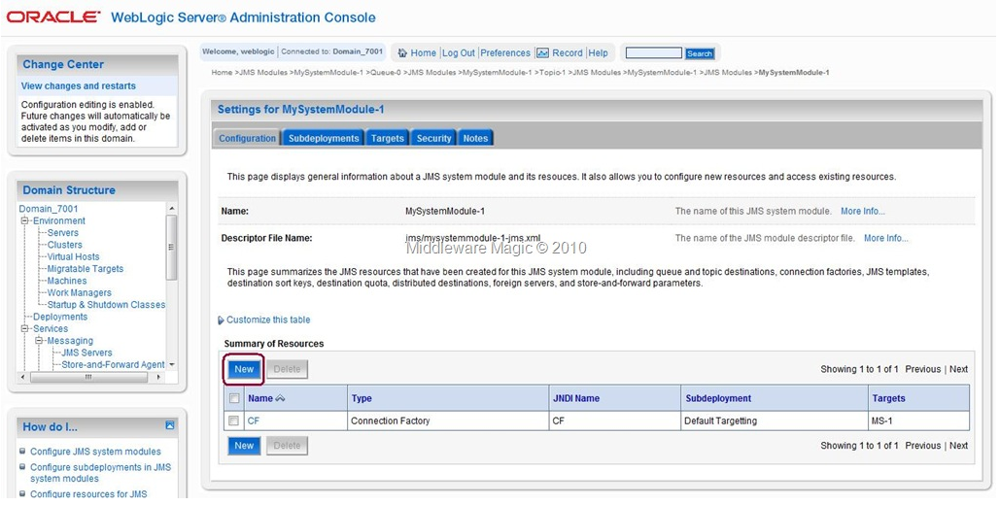 ORACLE WebLogic Server® Administration Console
Change Center
View changes and restarts
Configuration editing is enabled.
Future changes will automatically be
activated as you modify, add or
delete items in this domain.
Domain Structure
Domain_7001
Environment
Servers
Clusters
Virtual Hosts
Migratable Targets
Machines
Work Managers
Startup & Shutdown Classes
Deployments
Services
Messaging
JMS Servers
Store-and-Forward Agent
How do I...
Configure JMS system modules
Configure subdeployments in JMS
system modules
Configure resources for JMS
Welcome, weblogic Connected to: Domain_7001 Home Log Out Preferences Record Help Search
Home >JMS Modules >MySystemModule-1 >Queue-0 >JMS Modules >MySystemModule-1 >Topic-1 >JMS Modules >MySystemModule-1 >JMS Modules >MySystemModule-1
Settings for MySystemModule-1
Configuration Subdeployments Targets Security Notes
This page displays general information about a JMS system module and its resouces. It also allows you to configure new resources and access existing resources.
Name: MySystemModule-1 The name of this JMS system module. More Info...
Descriptor File Name: jms/mysystemmodule-1-jms.xml The name of the JMS module descriptor file. More Info...
Middleware Magic © 2010
This page summarizes the JMS resources that have been created for this JMS system module, including queue and topic destinations, connection factories, JMS templates,
destination sort keys, destination quota, distributed destinations, foreign servers, and store-and-forward parameters.
Customize this table
Summary of Resources
New Delete Showing 1 to 1 of 1 Previous | Next
Name Type JNDI Name Subdeployment Targets
CF Connection Factory CF Default Targetting MS-1
New Delete Showing 1 to 1 of 1 Previous | Next